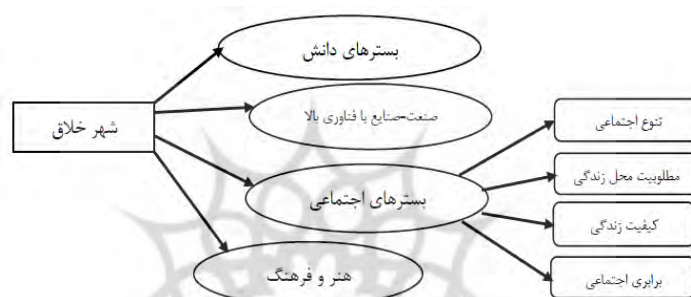 بسترهای دانش
صنعت-صنایع با فناوری بالا
شهر خلاق
بسترهای اجتماعی
هنر و فرهنگ
تنوع اجتماعی
مطلوبیت محل زندگی
کیفیت زندگی
برابری اجتماعی